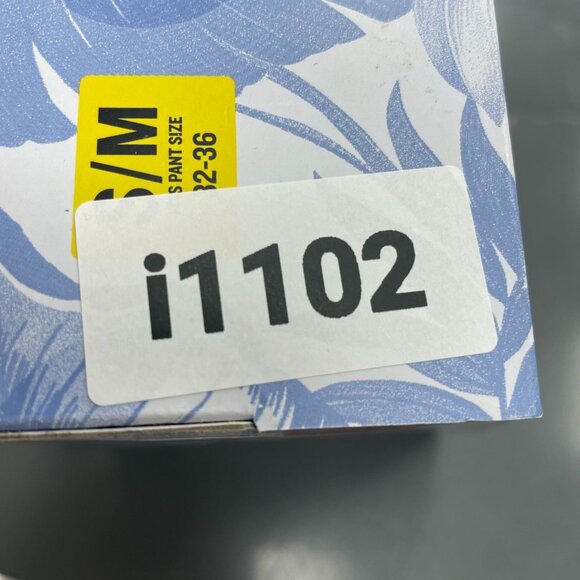 S/M
S PANT SIZE
32-36
i1102